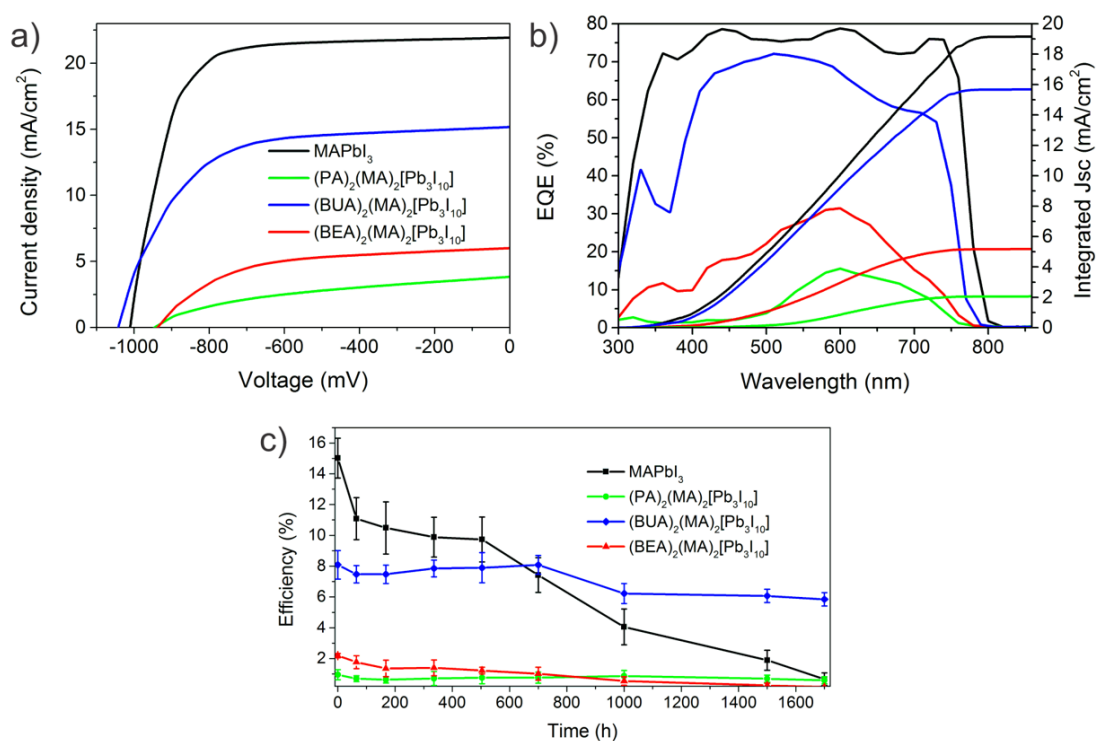 a)
Current density (mA/cm²)
20
15
10
5
0
MAPbI₃
(PA)₂(MA)₂[Pb₃I₁₀]
(BUA)₂(MA)₂[Pb₃I₁₀]
(BEA)₂(MA)₂[Pb₃I₁₀]
-1000 -800 -600 -400 -200 0
Voltage (mV)
b)
EQE (%)
80
70
60
50
40
30
20
10
0
20
18
16
14
12
10
8
6
4
2
0
Integrated Jsc (mA/cm²)
300 400 500 600 700 800
Wavelength (nm)
c)
Efficiency (%)
16
14
12
10
8
6
4
2
MAPbI₃
(PA)₂(MA)₂[Pb₃I₁₀]
(BUA)₂(MA)₂[Pb₃I₁₀]
(BEA)₂(MA)₂[Pb₃I₁₀]
0 200 400 600 800 1000 1200 1400 1600
Time (h)